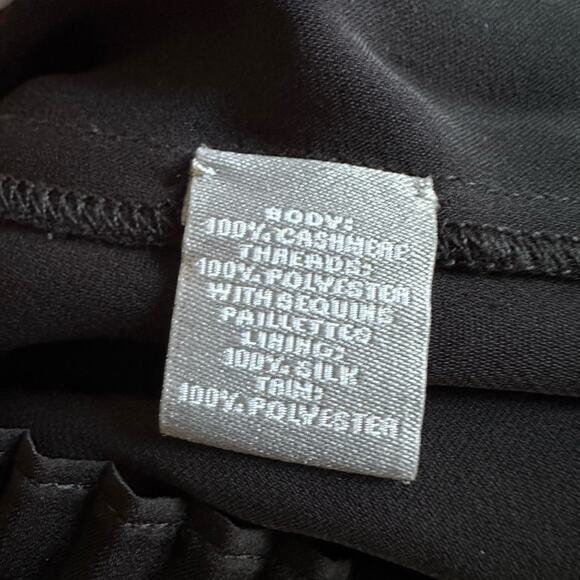 BODY:
100% CASHMERE
THREADS:
100% POLYESTER
WITH SEQUINS
PAILLETTES
LINING:
100% SILK
TRIM:
100% POLYESTER